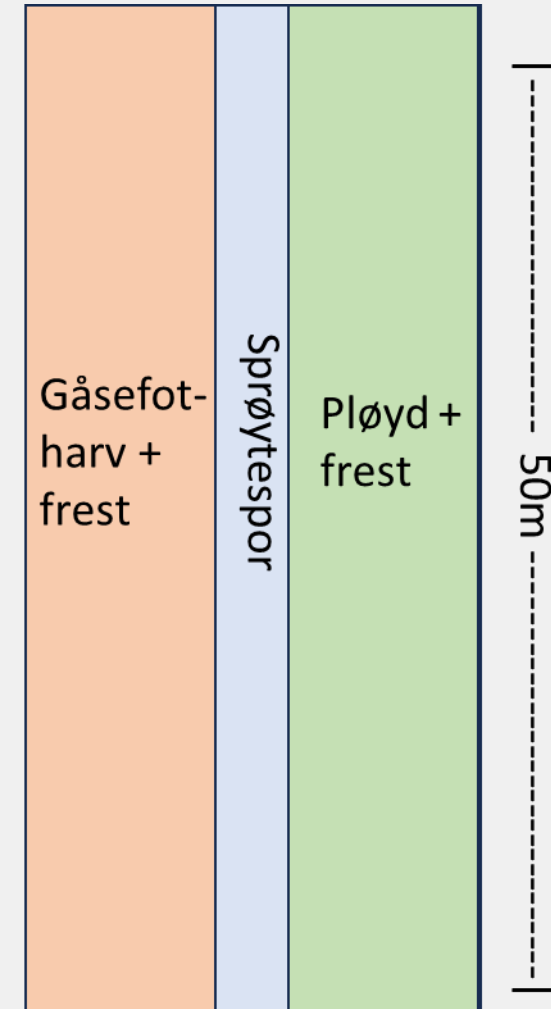 Gåsefot-
harv +
frest
Sprøytespor
Pløyd +
frest
50m